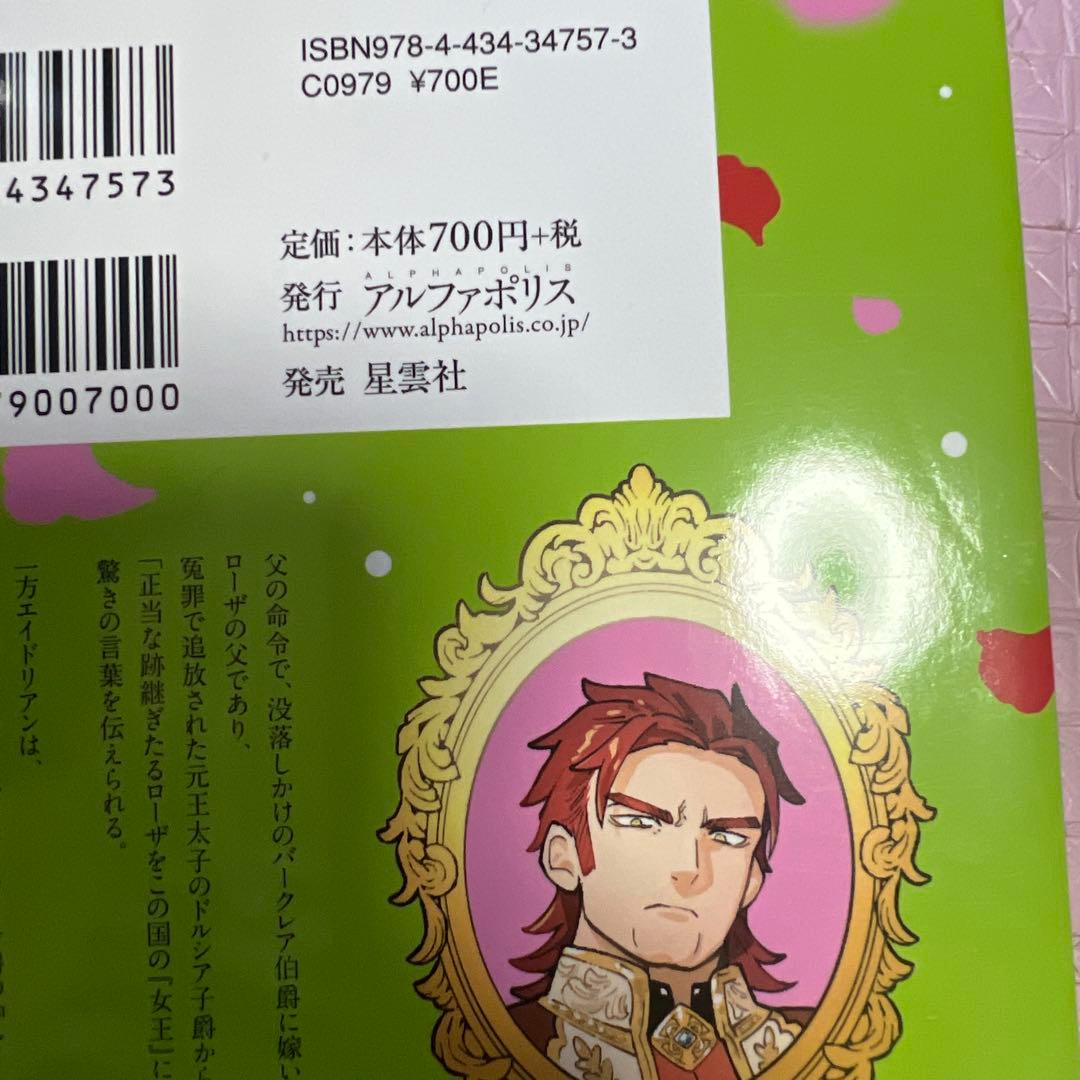 ISBN978-4-434-34757-3
C0979 ¥700E
4347573
定価：本体700円+税
ALPHAPOLIS
発行 アルファポリス
https://www.alphapolis.co.jp/
発売 星雲社
9007000
父の命令で、没落しかけのバークレア伯爵に嫁い
ローザの父であり、
冤罪で追放された元王太子のドルシア子爵から
「正当な跡継ぎたるローザをこの国の『女王』に
驚きの言葉を伝えられる。
一方エイドリアンは、